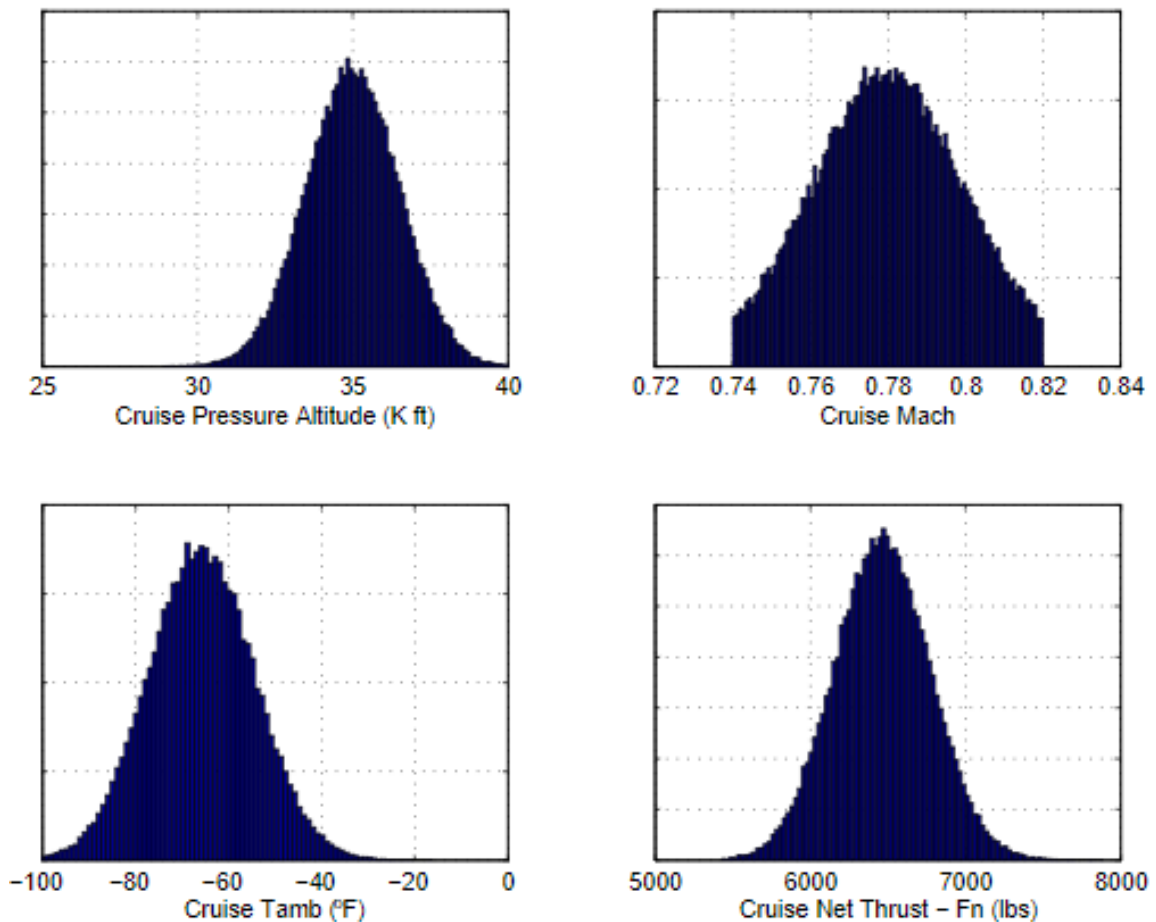 25 30 35 40
Cruise Pressure Altitude (K ft)
0.72 0.74 0.76 0.78 0.8 0.82 0.84
Cruise Mach
−100 −80 −60 −40 −20 0
Cruise Tamb (ºF)
5000 6000 7000 8000
Cruise Net Thrust − Fn (lbs)